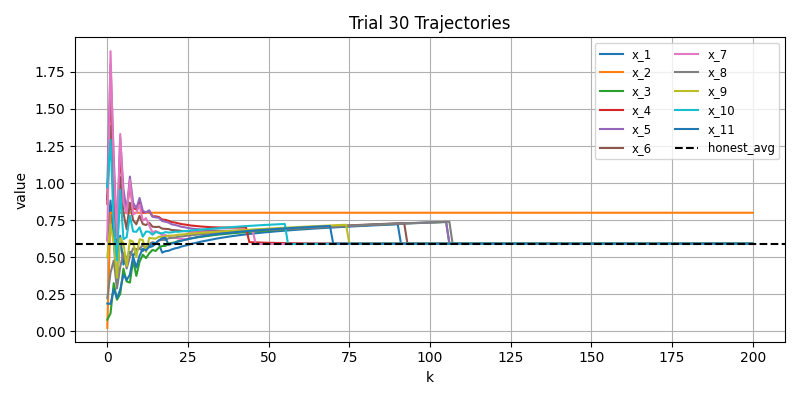 Trial 30 Trajectories
value
1.75
1.50
1.25
1.00
0.75
0.50
0.25
0.00
x_1
x_2
x_3
x_4
x_5
x_6
x_7
x_8
x_9
x_10
x_11
honest_avg
0 25 50 75 100 125 150 175 200
k